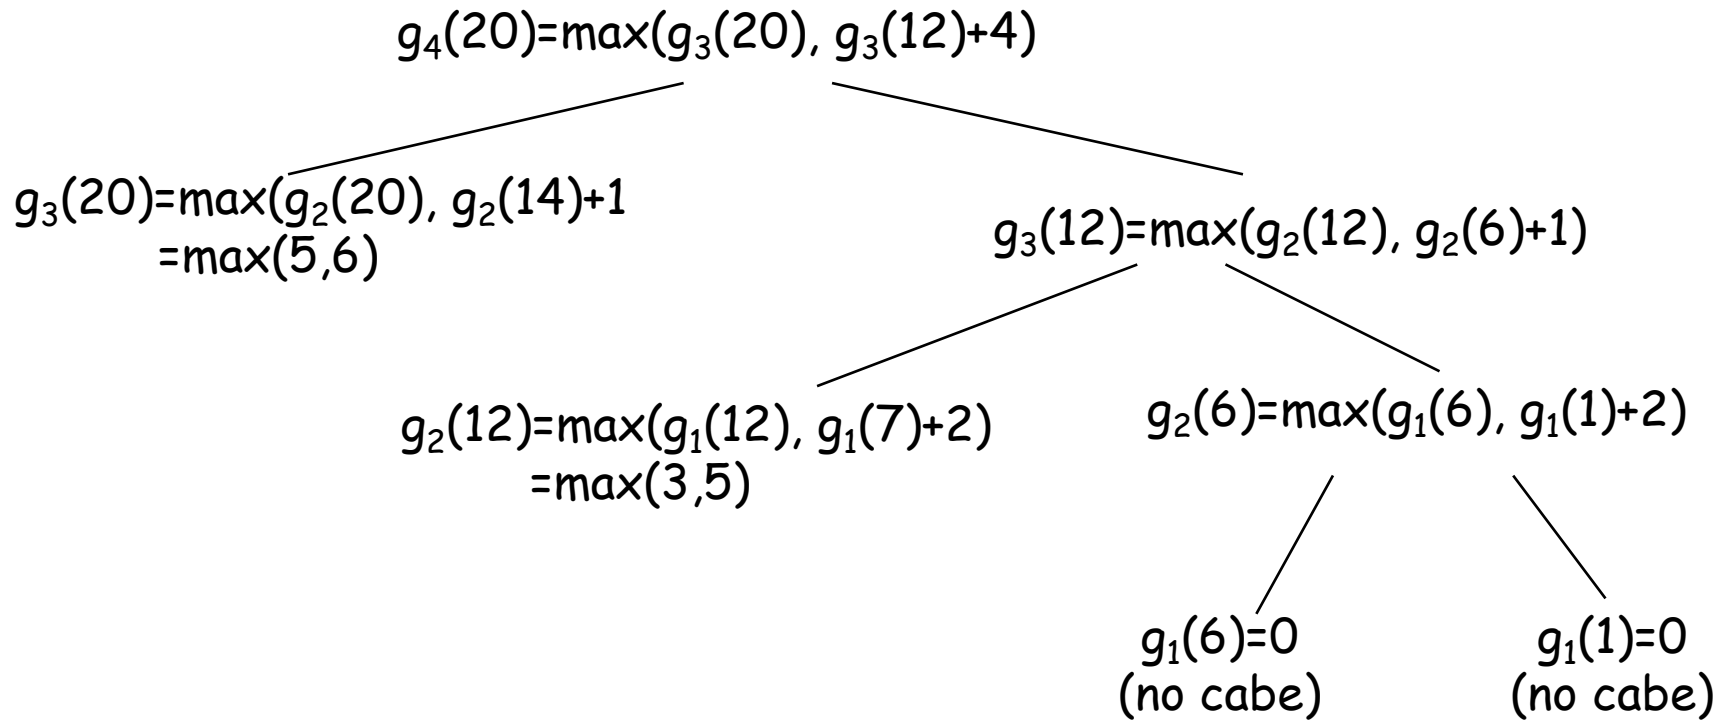 g₄(20)=max(g₃(20), g₃(12)+4)
g₃(20)=max(g₂(20), g₂(14)+1
=max(5,6)
g₃(12)=max(g₂(12), g₂(6)+1)
g₂(12)=max(g₁(12), g₁(7)+2)
=max(3,5)
g₂(6)=max(g₁(6), g₁(1)+2)
g₁(6)=0
(no cabe)
g₁(1)=0
(no cabe)